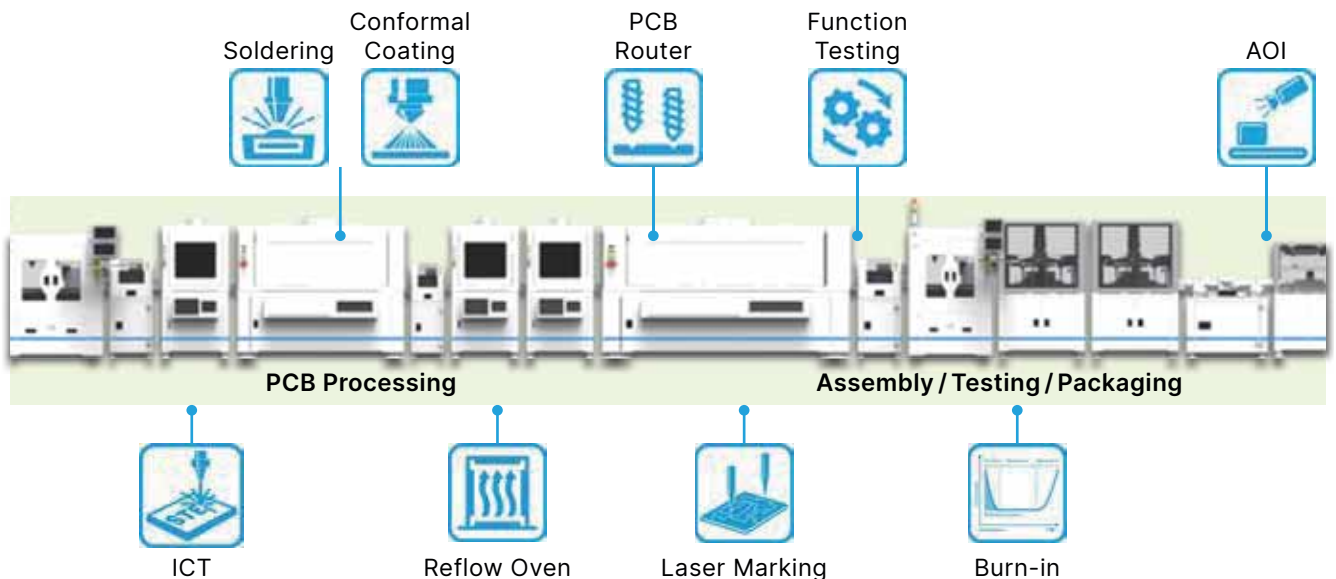 Soldering
Conformal
Coating
PCB
Router
Function
Testing
AOI
PCB Processing
Assembly / Testing / Packaging
STEP
ICT
Reflow Oven
Laser Marking
Burn-in